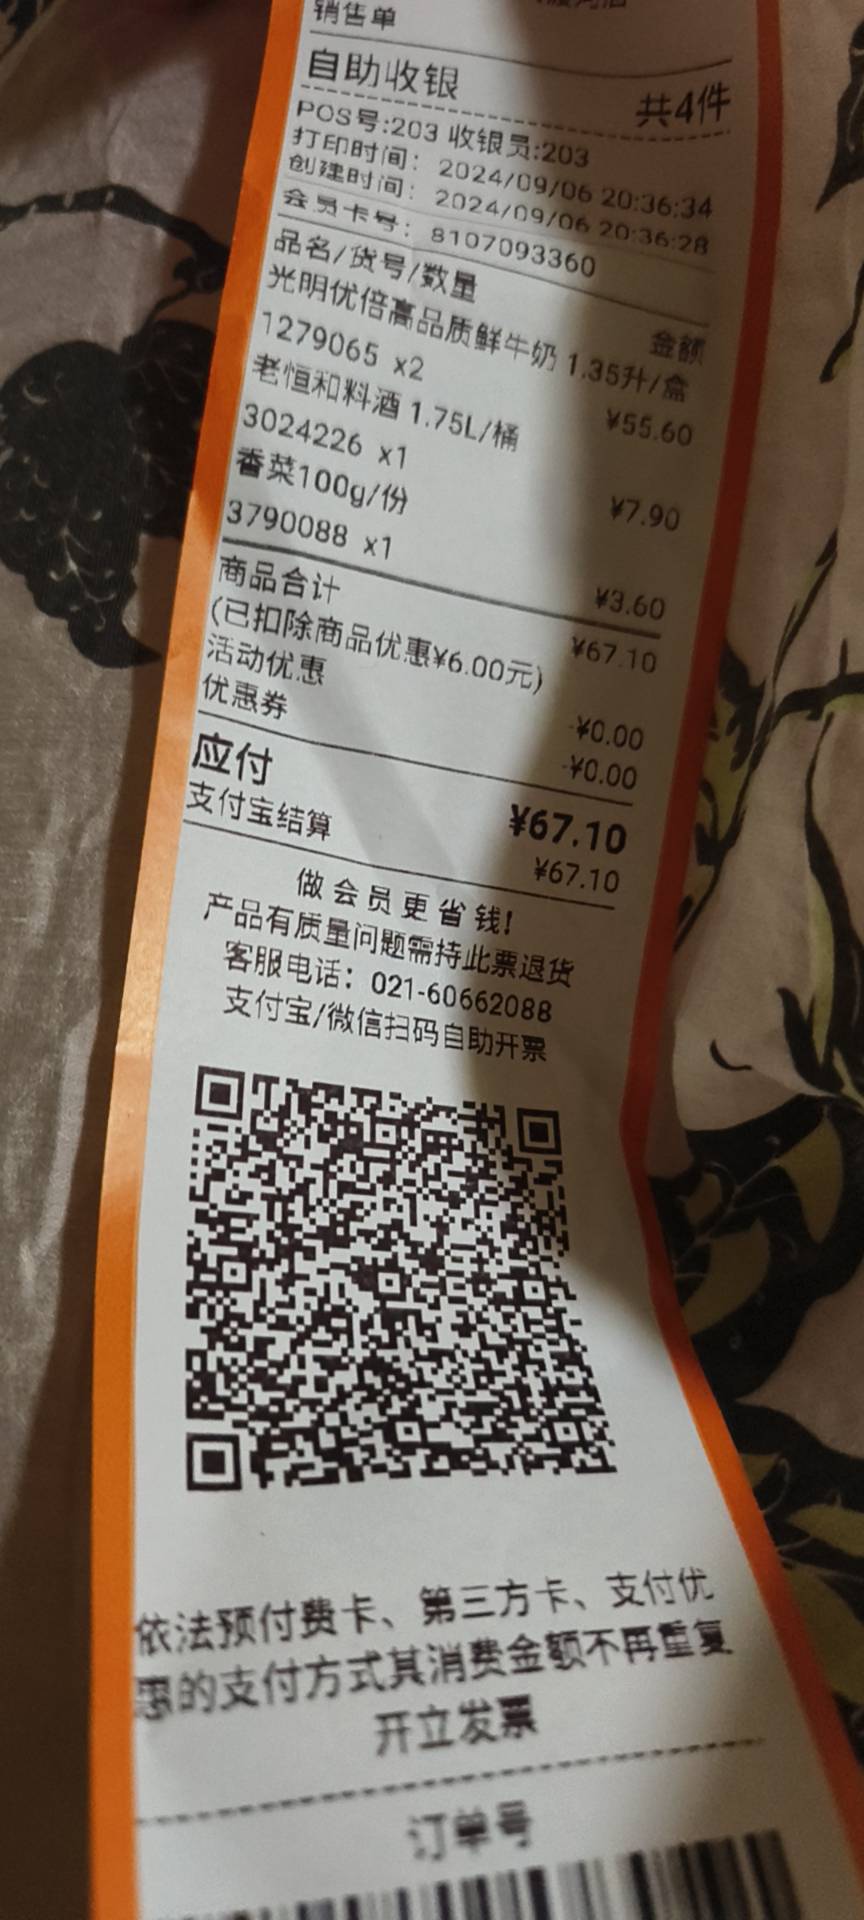 销售单
自助收银 共4件
POS号:203 收银员:203
打印时间: 2024/09/06 20:36:34
创建时间: 2024/09/06 20:36:28
会员卡号: 8107093360
品名/货号/数量 金额
光明优倍高品质鲜牛奶 1.35升/盒
1279065 x2 ¥55.60
老恒和料酒 1.75L/桶
3024226 x1 ¥7.90
香菜100g/份
3790088 x1 ¥3.60
商品合计 ¥67.10
(已扣除商品优惠¥6.00元)
活动优惠 -¥0.00
优惠券 -¥0.00
应付 ¥67.10
支付宝结算 ¥67.10
做会员更省钱!
产品有质量问题需持此票退货
客服电话: 021-60662088
支付宝/微信扫码自助开票
依法预付费卡、第三方卡、支付优
惠的支付方式其消费金额不再重复
开立发票
订单号